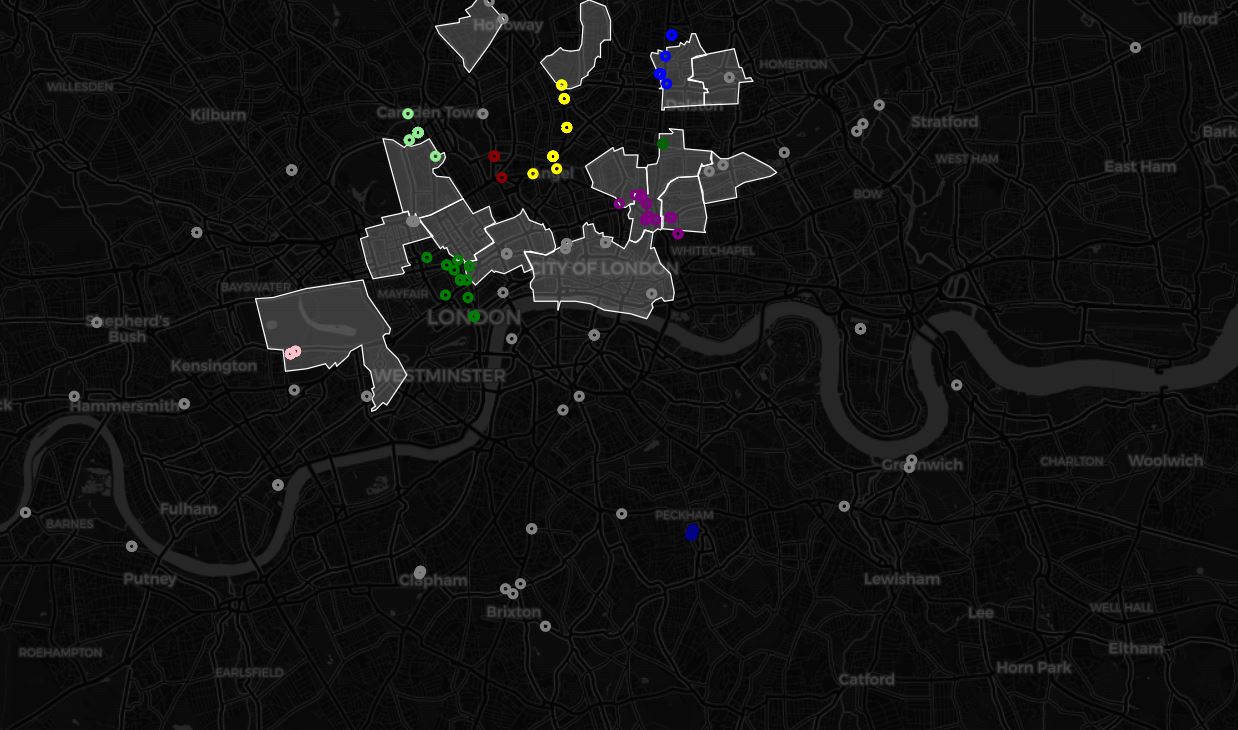 Ilford
Holloway
HOMERTON
WILLESDEN
Dalston
Camden Town
Kilburn
Stratford
Bark
WEST HAM
East Ham
Angel
BOW
WHITECHAPEL
CITY OF LONDON
BAYSWATER
MAYFAIR
LONDON
Shepherd's
Bush
Kensington
WESTMINSTER
Hammersmith
ck
Greenwich
CHARLTON
Woolwich
Fulham
PECKHAM
BARNES
Putney
Clapham
Lewisham
Brixton
Lee
WELL HALL
ROEHAMPTON
Eltham
EARLSFIELD
Horn Park
Catford